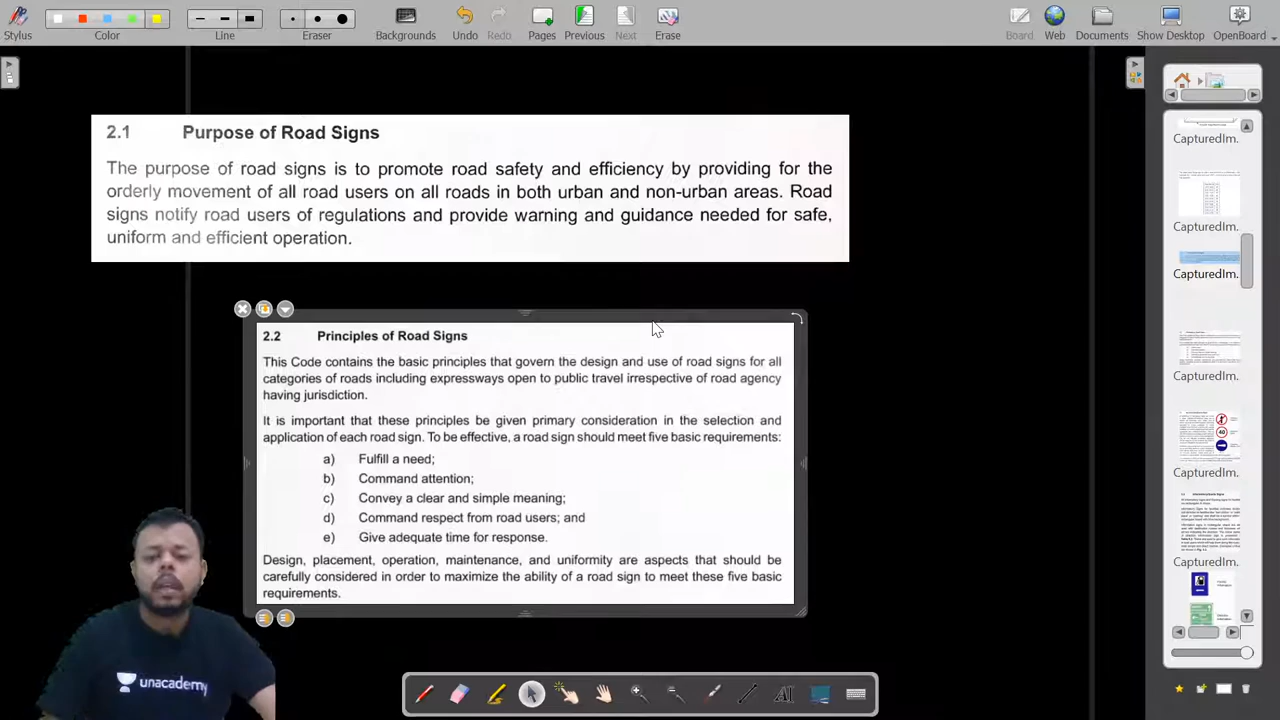 Stylus
Color
Line
Eraser
Backgrounds
Undo
Redo
Pages
Previous
Next
Erase
Board
Web
Documents
Show Desktop
OpenBoard
2.1 Purpose of Road Signs
The purpose of road signs is to promote road safety and efficiency by providing for the
orderly movement of all road users on all roads in both urban and non-urban areas. Road
signs notify road users of regulations and provide warning and guidance needed for safe,
uniform and efficient operation.
2.2 Principles of Road Signs
This Code contains the basic principles that govern the design and use of road signs for all
categories of roads including expressways open to public travel irrespective of road agency
having jurisdiction.
It is important that these principles be given primary consideration in the selection and
application of each road sign. To be effective, a road sign should meet five basic requirements:
a) Fulfill a need;
b) Command attention;
c) Convey a clear and simple meaning;
d) Command respect from road users; and
e) Give adequate time for response.
Design, placement, operation, maintenance, and uniformity are aspects that should be
carefully considered in order to maximize the ability of a road sign to meet these five basic
requirements.
unacademy
AI
CapturedIm.
CapturedIm.
CapturedIm.
CapturedIm.
CapturedIm.
40
CapturedIm.